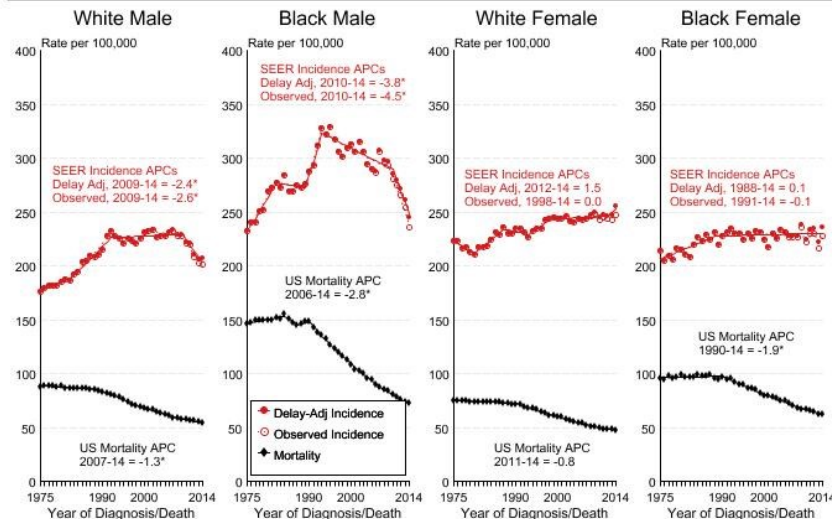 White Male
Rate per 100,000
400
350
300
250
200
150
100
50
0
SEER Incidence APCs
Delay Adj, 2009-14 = -2.4*
Observed, 2009-14 = -2.6*
US Mortality APC
2007-14 = -1.3*
1975 1990 2000 2014
Year of Diagnosis/Death
Black Male
Rate per 100,000
400
350
300
250
200
150
100
50
0
SEER Incidence APCs
Delay Adj, 2010-14 = -3.8*
Observed, 2010-14 = -4.5*
US Mortality APC
2006-14 = -2.8*
Delay-Adj Incidence
Observed Incidence
Mortality
1975 1990 2000 2014
Year of Diagnosis/Death
White Female
Rate per 100,000
400
350
300
250
200
150
100
50
0
SEER Incidence APCs
Delay Adj, 2012-14 = 1.5
Observed, 1998-14 = 0.0
US Mortality APC
2011-14 = -0.8
1975 1990 2000 2014
Year of Diagnosis/Death
Black Female
Rate per 100,000
400
350
300
250
200
150
100
50
0
SEER Incidence APCs
Delay Adj, 1988-14 = 0.1
Observed, 1991-14 = -0.1
US Mortality APC
1990-14 = -1.9*
1975 1990 2000 2014
Year of Diagnosis/Death